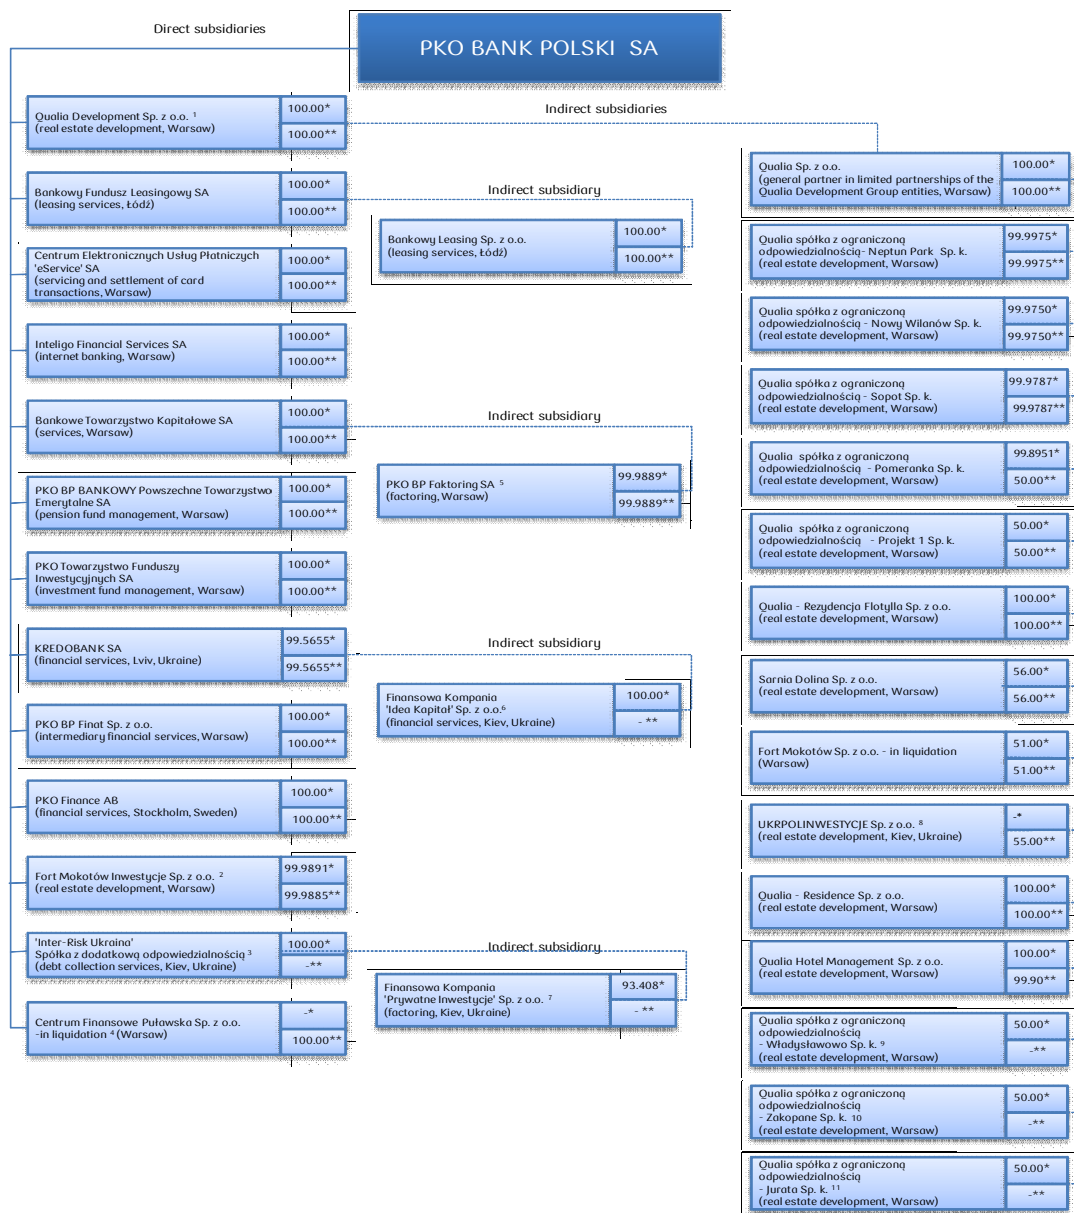 Direct subsidiaries
PKO BANK POLSKI SA
Qualia Development Sp. z o.o. ¹
(real estate development, Warsaw)
100.00*
100.00**
Bankowy Fundusz Leasingowy SA
(leasing services, Łódź)
100.00*
100.00**
Centrum Elektronicznych Usług Płatniczych
'eService' SA
(servicing and settlement of card
transactions, Warsaw)
100.00*
100.00**
Inteligo Financial Services SA
(internet banking, Warsaw)
100.00*
100.00**
Bankowe Towarzystwo Kapitałowe SA
(services, Warsaw)
100.00*
100.00**
PKO BP BANKOWY Powszechne Towarzystwo
Emerytalne SA
(pension fund management, Warsaw)
100.00*
100.00**
PKO Towarzystwo Funduszy
Inwestycyjnych SA
(investment fund management, Warsaw)
100.00*
100.00**
KREDOBANK SA
(financial services, Lviv, Ukraine)
99.5655*
99.5655**
PKO BP Finat Sp. z o.o.
(intermediary financial services, Warsaw)
100.00*
100.00**
PKO Finance AB
(financial services, Stockholm, Sweden)
100.00*
100.00**
Fort Mokotów Inwestycje Sp. z o.o. ²
(real estate development, Warsaw)
99.9891*
99.9885**
'Inter-Risk Ukraina'
Spółka z dodatkową odpowiedzialnością ³
(debt collection services, Kiev, Ukraine)
100.00*
-**
Centrum Finansowe Puławska Sp. z o.o.
-in liquidation ⁴ (Warsaw)
-*
100.00**
Indirect subsidiary
Bankowy Leasing Sp. z o.o.
(leasing services, Łódź)
100.00*
100.00**
Indirect subsidiary
PKO BP Faktoring SA ⁵
(factoring, Warsaw)
99.9889*
99.9889**
Indirect subsidiary
Finansowa Kompania
'Idea Kapitał' Sp. z o.o.⁶
(financial services, Kiev, Ukraine)
100.00*
- **
Indirect subsidiary
Finansowa Kompania
'Prywatne Inwestycje' Sp. z o.o. ⁷
(factoring, Kiev, Ukraine)
93.408*
- **
Indirect subsidiaries
Qualia Sp. z o.o.
(general partner in limited partnerships of the
Qualia Development Group entities, Warsaw)
100.00*
100.00**
Qualia spółka z ograniczoną
odpowiedzialnością- Neptun Park Sp. k.
(real estate development, Warsaw)
99.9975*
99.9975**
Qualia spółka z ograniczoną
odpowiedzialnością - Nowy Wilanów Sp. k.
(real estate development, Warsaw)
99.9750*
99.9750**
Qualia spółka z ograniczoną
odpowiedzialnością - Sopot Sp. k.
(real estate development, Warsaw)
99.9787*
99.9787**
Qualia spółka z ograniczoną
odpowiedzialnością - Pomeranka Sp. k.
(real estate development, Warsaw)
99.8951*
50.00**
Qualia spółka z ograniczoną
odpowiedzialnością - Projekt 1 Sp. k.
(real estate development, Warsaw)
50.00*
50.00**
Qualia - Rezydencja Flotylla Sp. z o.o.
(real estate development, Warsaw)
100.00*
100.00**
Sarnia Dolina Sp. z o.o.
(real estate development, Warsaw)
56.00*
56.00**
Fort Mokotów Sp. z o.o. - in liquidation
(Warsaw)
51.00*
51.00**
UKRPOLINWESTYCJE Sp. z o.o. ⁸
(real estate development, Kiev, Ukraine)
-*
55.00**
Qualia - Residence Sp. z o.o.
(real estate development, Warsaw)
100.00*
100.00**
Qualia Hotel Management Sp. z o.o.
(real estate development, Warsaw)
100.00*
99.90**
Qualia spółka z ograniczoną
odpowiedzialnością
- Władysławowo Sp. k. ⁹
(real estate development, Warsaw)
50.00*
-**
Qualia spółka z ograniczoną
odpowiedzialnością
- Zakopane Sp. k. ¹⁰
(real estate development, Warsaw)
50.00*
-**
Qualia spółka z ograniczoną
odpowiedzialnością
- Jurata Sp. k. ¹¹
(real estate development, Warsaw)
50.00*
-**